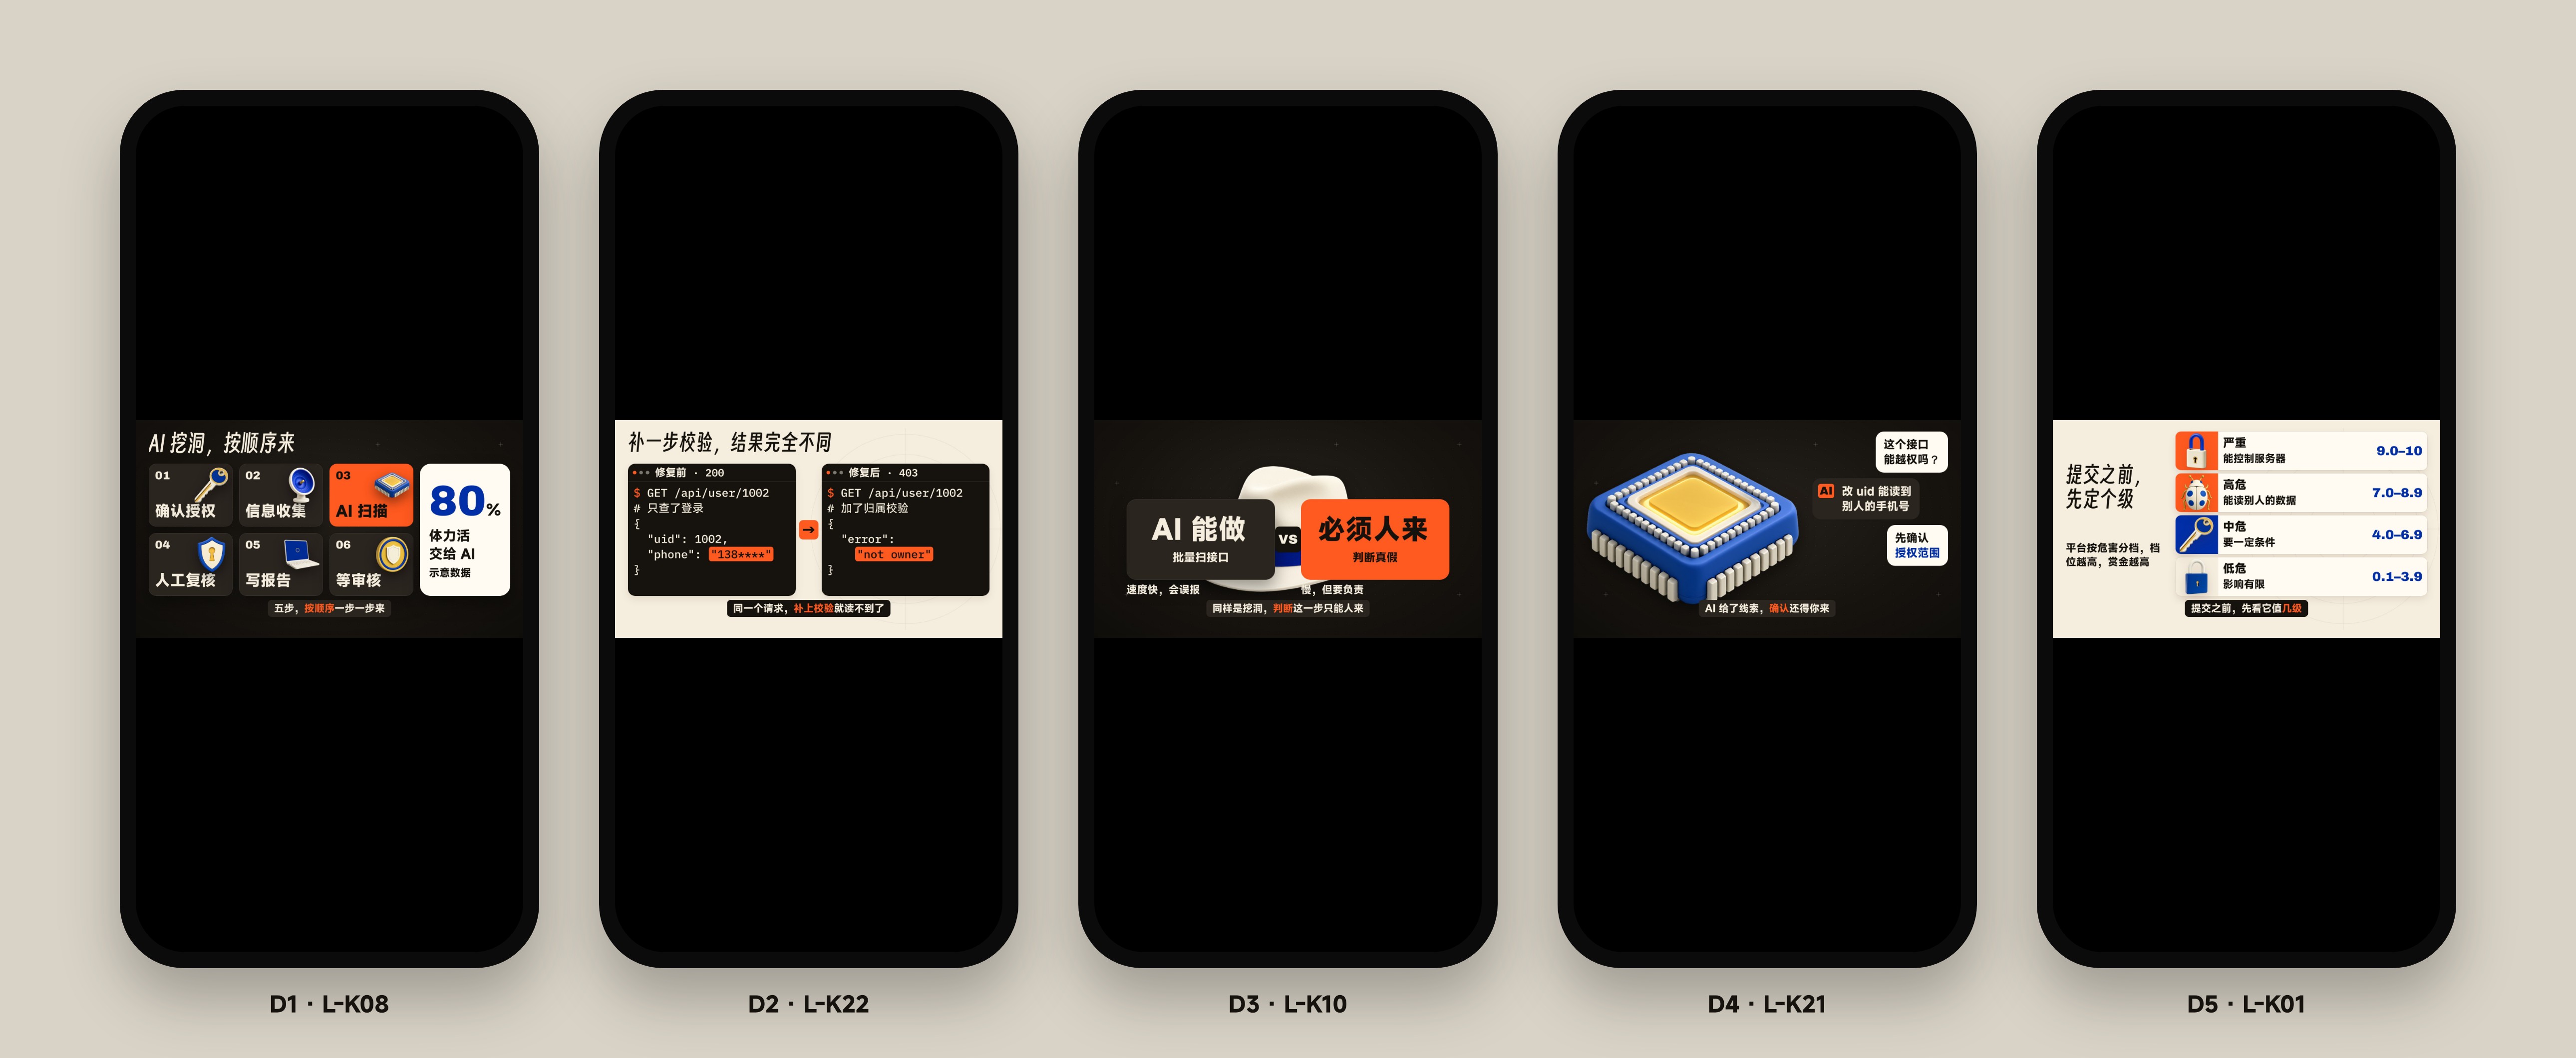 AI 挖洞，按顺序来
01
确认授权
02
信息收集
03
AI 扫描
04
人工复核
05
写报告
06
等审核
80%
体力活
交给 AI
示意数据
五步，按顺序一步一步来
D1 · L-K08
补一步校验，结果完全不同
修复前 · 200
$ GET /api/user/1002
# 只查了登录
{
"uid": 1002,
"phone": "138****"
}
→
修复后 · 403
$ GET /api/user/1002
# 加了归属校验
{
"error":
"not owner"
}
同一个请求，补上校验就读不到了
D2 · L-K22
AI 能做
批量扫接口
VS
必须人来
判断真假
速度快，会误报
慢，但要负责
同样是挖洞，判断这一步只能人来
D3 · L-K10
这个接口
能越权吗？
AI 改 uid 能读到
别人的手机号
先确认
授权范围
AI 给了线索，确认还得你来
D4 · L-K21
提交之前，
先定个级
平台按危害分档，档
位越高，赏金越高
严重
能控制服务器
9.0–10
高危
能读别人的数据
7.0–8.9
中危
要一定条件
4.0–6.9
低危
影响有限
0.1–3.9
提交之前，先看它值几级
D5 · L-K01